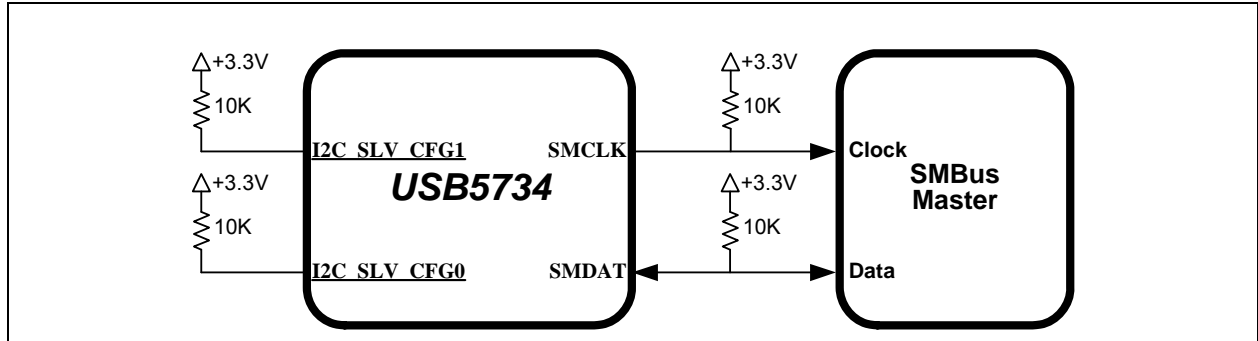 +3.3V
10K
I2C_SLV_CFG1
+3.3V
10K
I2C_SLV_CFG0
USB5734
SMCLK
SMDAT
+3.3V
10K
+3.3V
10K
Clock
SMBus
Master
Data